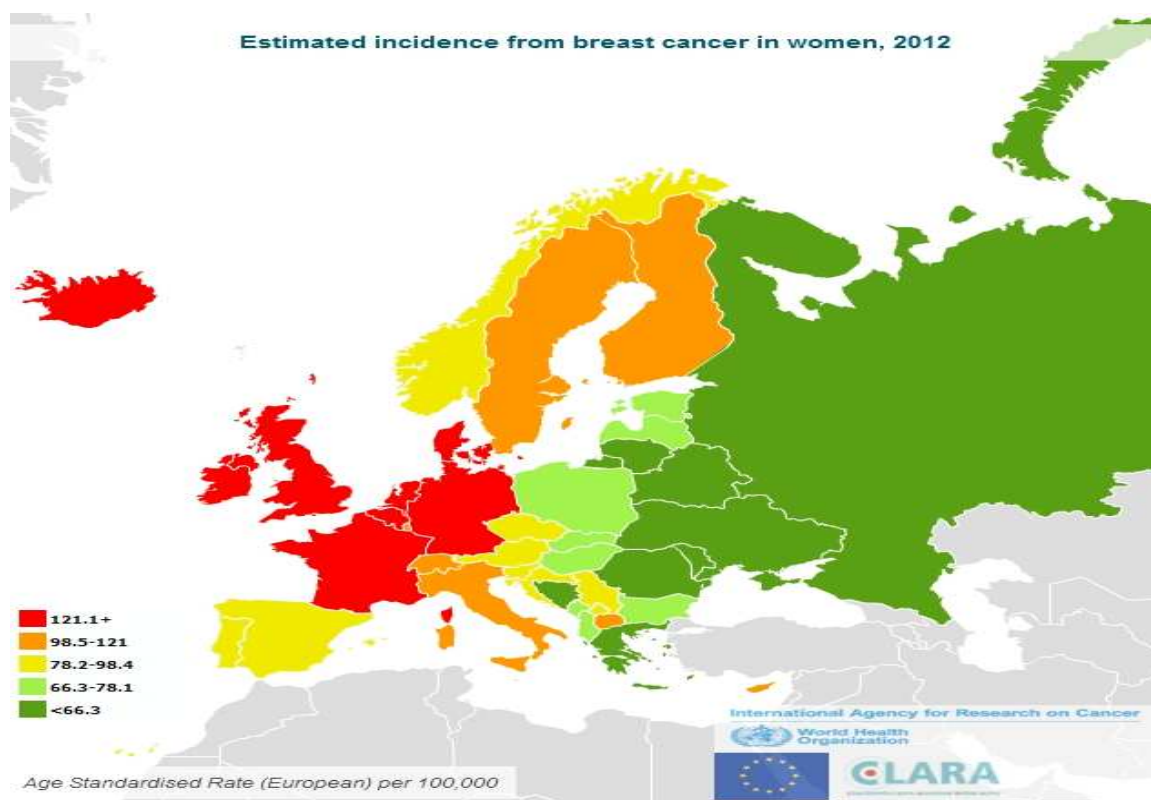 Estimated incidence from breast cancer in women, 2012
121.1+
98.5-121
78.2-98.4
66.3-78.1
<66.3
International Agency for Research on Cancer
World Health
Organization
Age Standardised Rate (European) per 100,000
CLARA